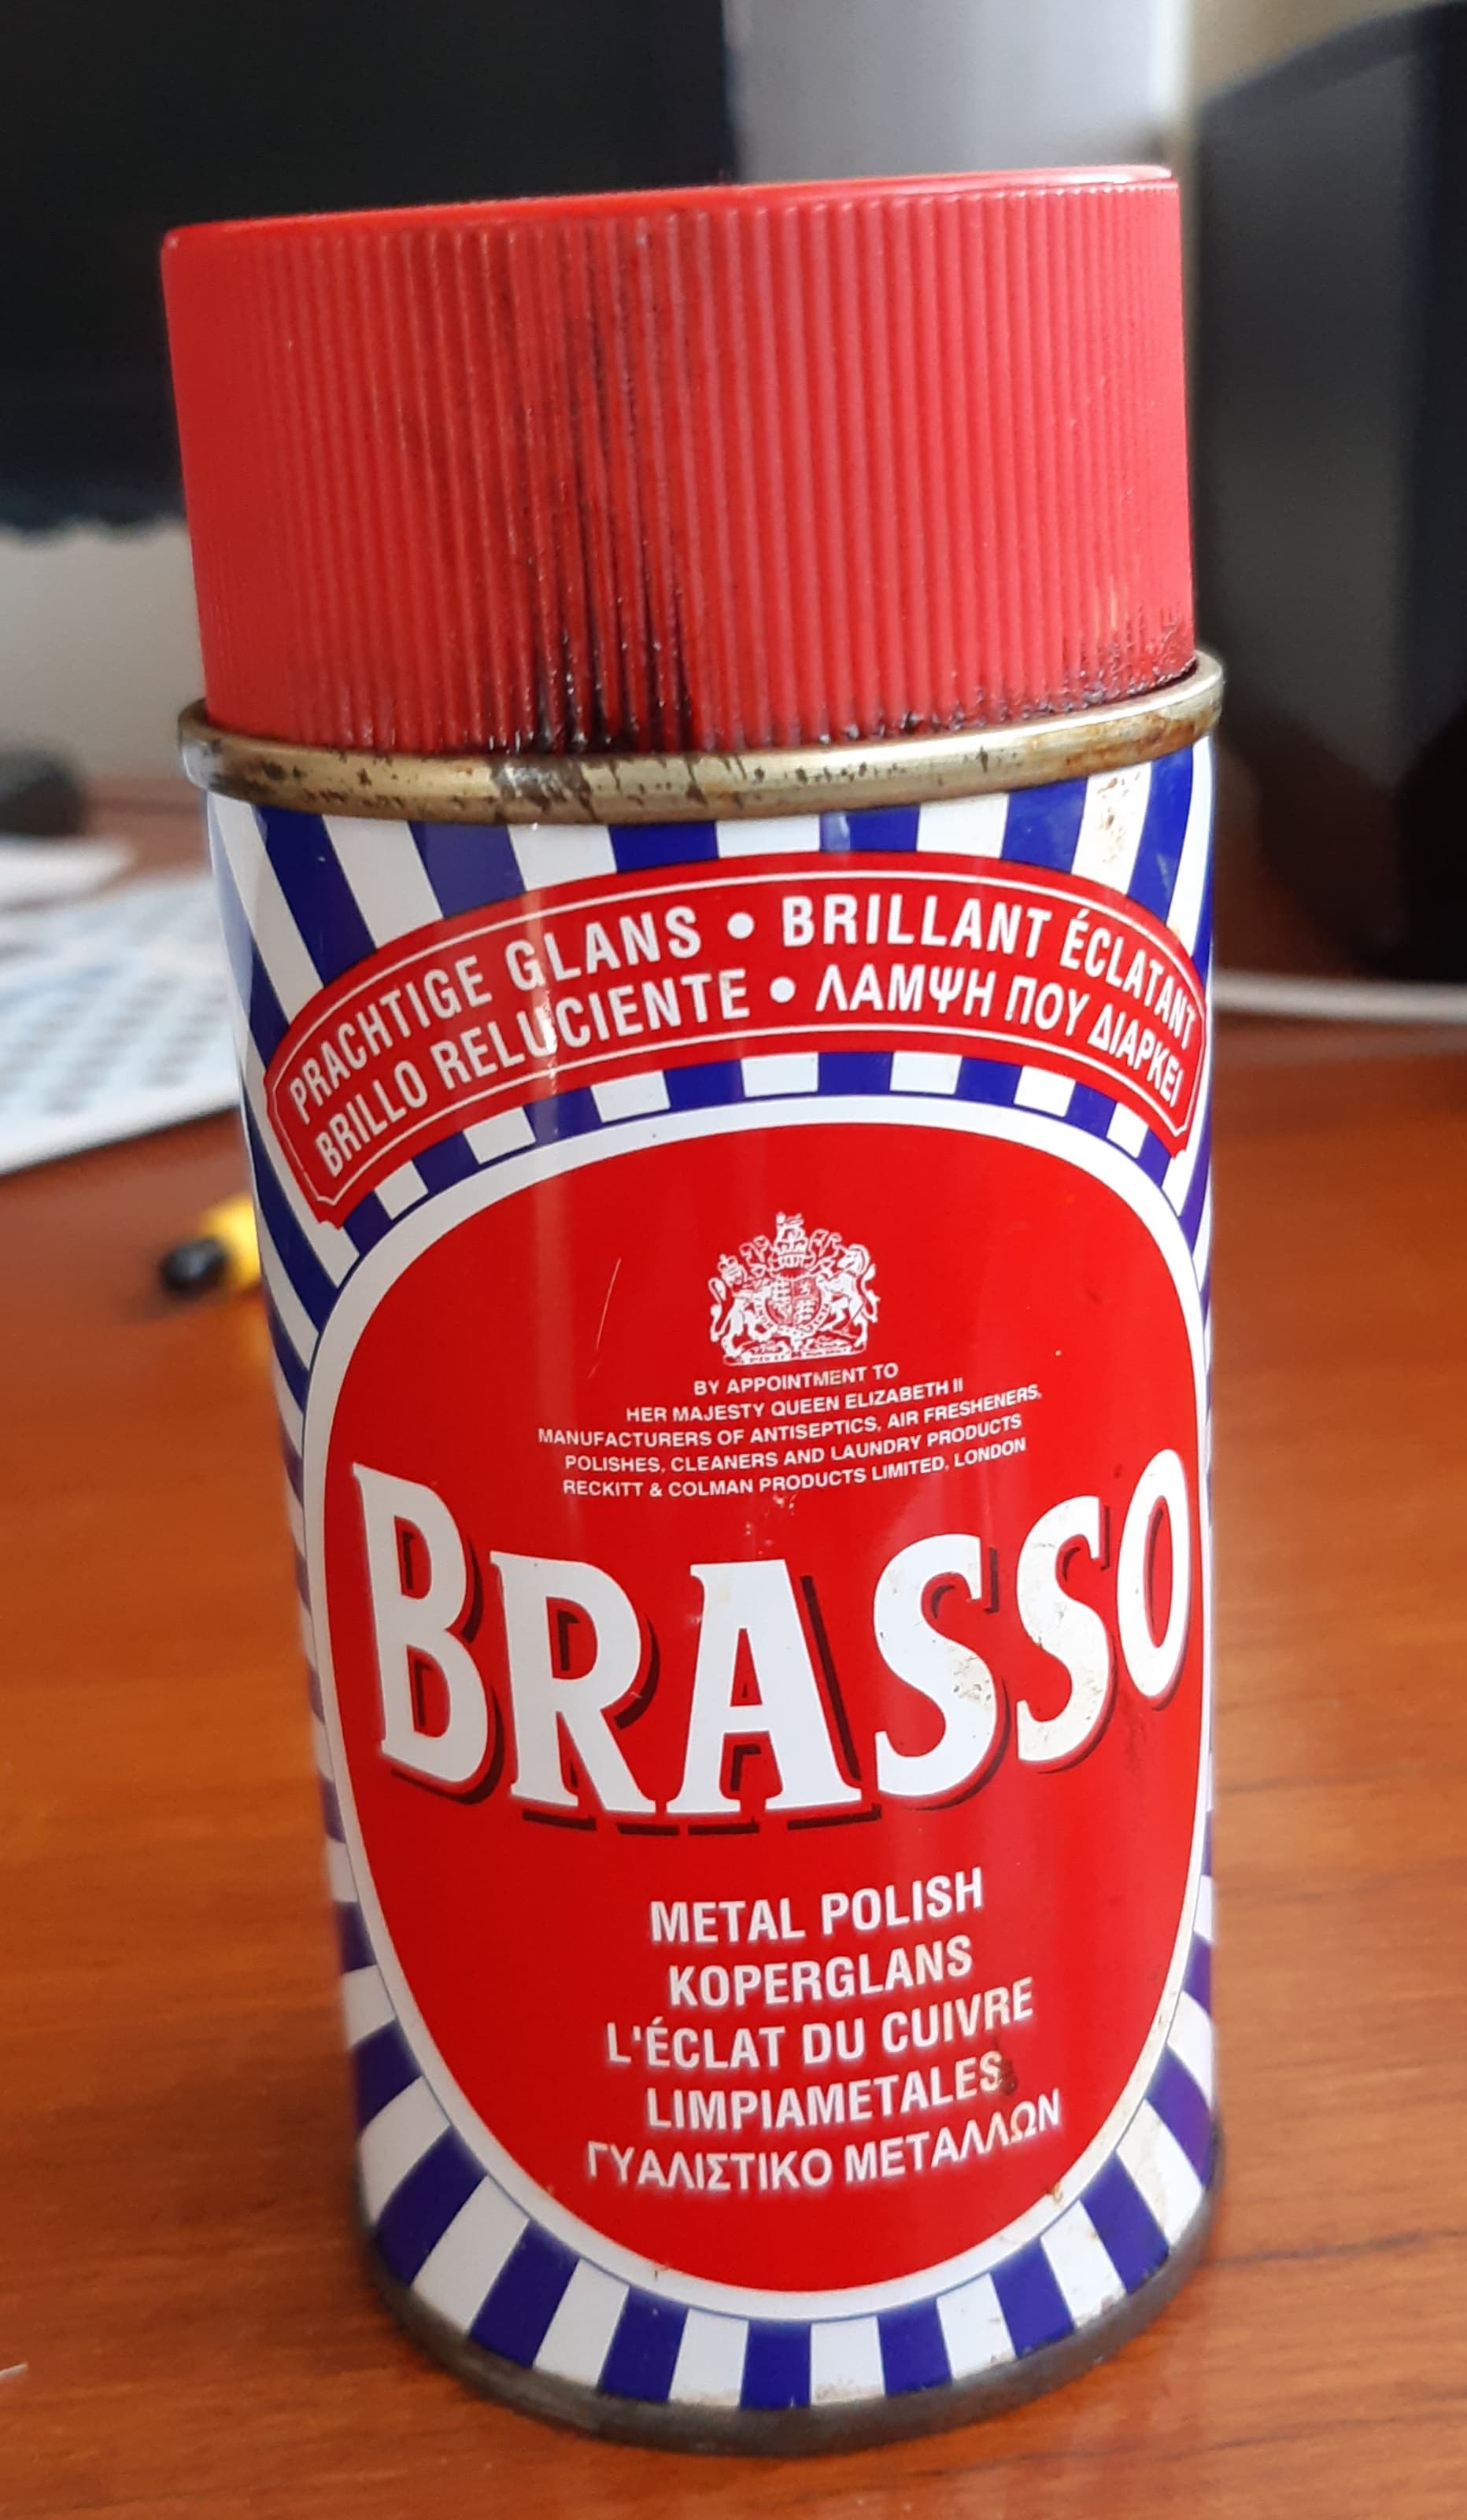 PRACHTIGE GLANS • BRILLANT ÉCLATANT
BRILLO RELUCIENTE • ΛΑΜΨΗ ΠΟΥ ΔΙΑΡΚΕΙ
BY APPOINTMENT TO
HER MAJESTY QUEEN ELIZABETH II
MANUFACTURERS OF ANTISEPTICS, AIR FRESHENERS,
POLISHES, CLEANERS AND LAUNDRY PRODUCTS
RECKITT & COLMAN PRODUCTS LIMITED, LONDON
BRASSO
METAL POLISH
KOPERGLANS
L'ÉCLAT DU CUIVRE
LIMPIAMETALES
ΓΥΑΛΙΣΤΙΚΟ ΜΕΤΑΛΛΩΝ